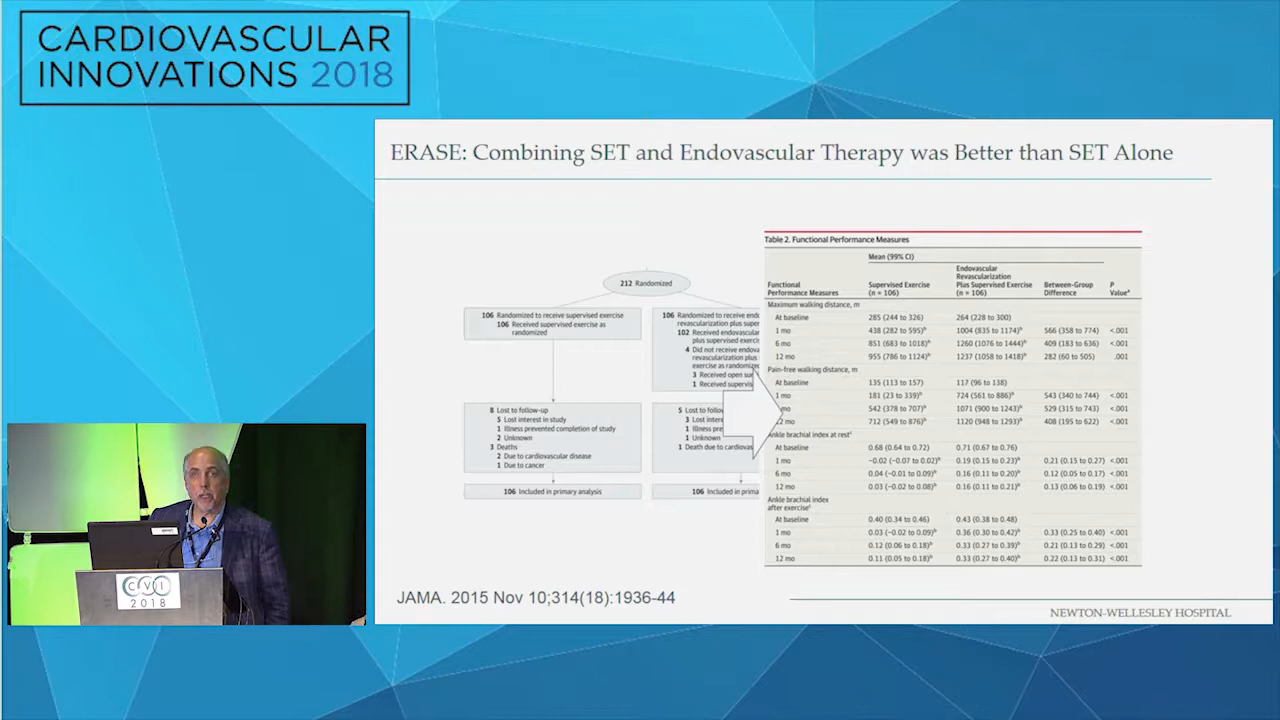 CARDIOVASCULAR
INNOVATIONS 2018
ERASE: Combining SET and Endovascular Therapy was Better than SET Alone
212 Randomized
106 Randomized to receive supervised exercise
106 Received supervised exercise as
randomized
106 Randomized to receive
revascularization plus
102 Received endovascular
plus supervised
4 Did not receive
revascularization plus
exercise as
3 Received open
1 Received
8 Lost to follow-up
5 Lost interest in study
1 Illness prevented completion of study
2 Unknown
3 Deaths
2 Due to cardiovascular disease
1 Due to cancer
5 Lost to
3 Lost
1 Illness
1 Unknown
1 Death due to
106 Included in primary analysis
106 Included in
Table 2. Functional Performance Measures
Mean (99% CI)
Functional
Performance Measures
Supervised Exercise
(n = 106)
Endovascular
Revascularization
Plus Supervised Exercise
(n = 106)
Between-Group
Difference
P
Valueᵃ
Maximum walking distance, m
At baseline 285 (244 to 326) 264 (228 to 300)
1 mo 438 (282 to 595)ᵇ 1004 (835 to 1174)ᵇ 566 (358 to 774) <.001
6 mo 851 (683 to 1018)ᵇ 1260 (1076 to 1444)ᵇ 409 (183 to 636) <.001
12 mo 955 (786 to 1124)ᵇ 1237 (1058 to 1418)ᵇ 282 (60 to 505) .001
Pain-free walking distance, m
At baseline 135 (113 to 157) 117 (96 to 138)
1 mo 181 (23 to 339)ᵇ 724 (561 to 886)ᵇ 543 (340 to 744) <.001
mo 542 (378 to 707)ᵇ 1071 (900 to 1243)ᵇ 529 (315 to 743) <.001
mo 712 (549 to 876)ᵇ 1120 (948 to 1293)ᵇ 408 (195 to 622) <.001
Ankle brachial index at restᶜ
At baseline 0.68 (0.64 to 0.72) 0.71 (0.67 to 0.76)
1 mo −0.02 (−0.07 to 0.02)ᵇ 0.19 (0.15 to 0.23)ᵇ 0.21 (0.15 to 0.27) <.001
6 mo 0.04 (−0.01 to 0.09)ᵇ 0.16 (0.11 to 0.20)ᵇ 0.12 (0.05 to 0.17) <.001
12 mo 0.03 (−0.02 to 0.08)ᵇ 0.16 (0.11 to 0.21)ᵇ 0.13 (0.06 to 0.19) <.001
Ankle brachial index
after exerciseᶜ
At baseline 0.40 (0.34 to 0.46) 0.43 (0.38 to 0.48)
1 mo 0.03 (−0.02 to 0.09)ᵇ 0.36 (0.30 to 0.42)ᵇ 0.33 (0.25 to 0.40) <.001
6 mo 0.12 (0.06 to 0.18)ᵇ 0.33 (0.27 to 0.39)ᵇ 0.21 (0.13 to 0.29) <.001
12 mo 0.11 (0.05 to 0.18)ᵇ 0.33 (0.27 to 0.40)ᵇ 0.22 (0.13 to 0.31) <.001
JAMA. 2015 Nov 10;314(18):1936-44
NEWTON-WELLESLEY HOSPITAL
CVI
2018